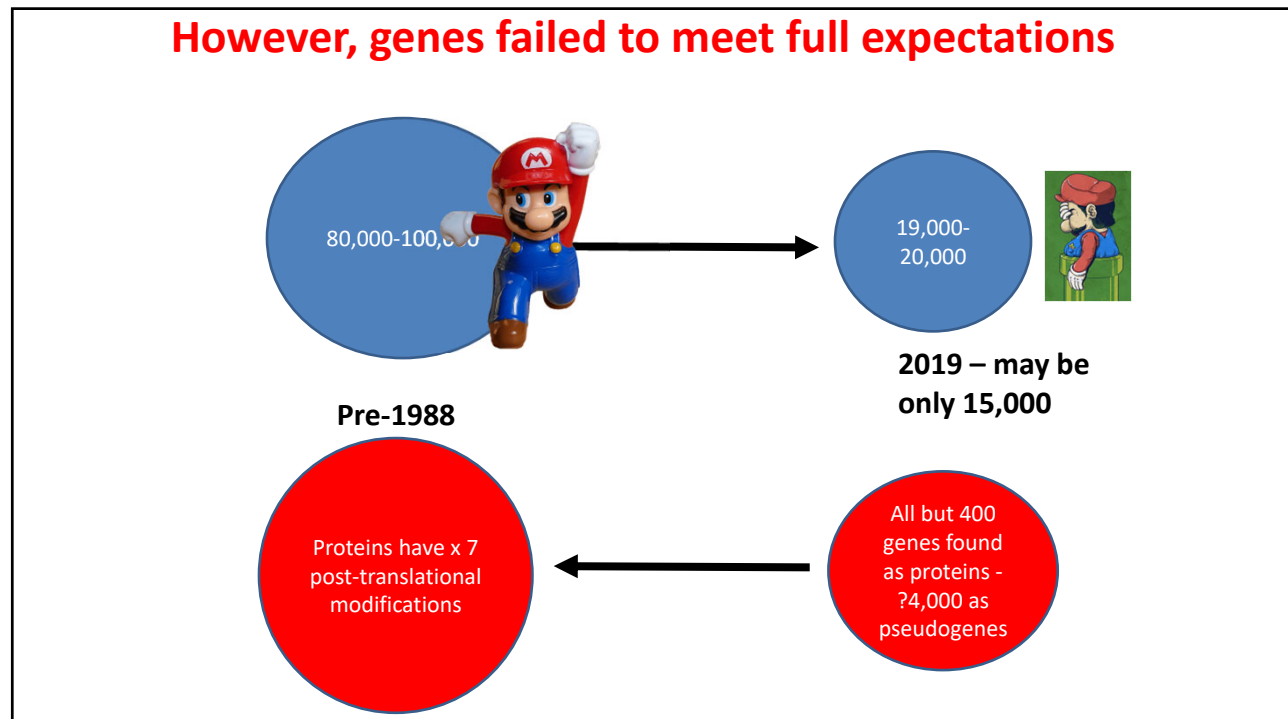 However, genes failed to meet full expectations
M
80,000-100,000
19,000-
20,000
2019 – may be
only 15,000
Pre-1988
Proteins have x 7
post-translational
modifications
All but 400
genes found
as proteins -
?4,000 as
pseudogenes